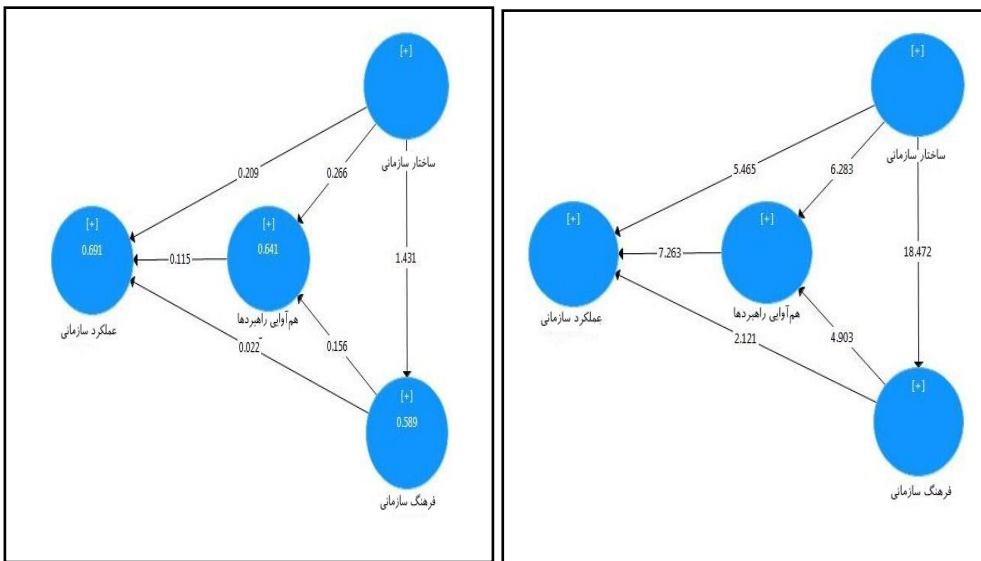 [+]
ساختار سازمانی
0.209
0.266
[+]
0.691
عملکرد سازمانی
0.115
[+]
0.641
هم‌آوایی راهبردها
1.431
0.022-
0.156
[+]
0.589
فرهنگ سازمانی
[+]
ساختار سازمانی
5.465
6.283
[+]
عملکرد سازمانی
7.263
[+]
هم‌آوایی راهبردها
18.472
2.121
4.903
[+]
فرهنگ سازمانی